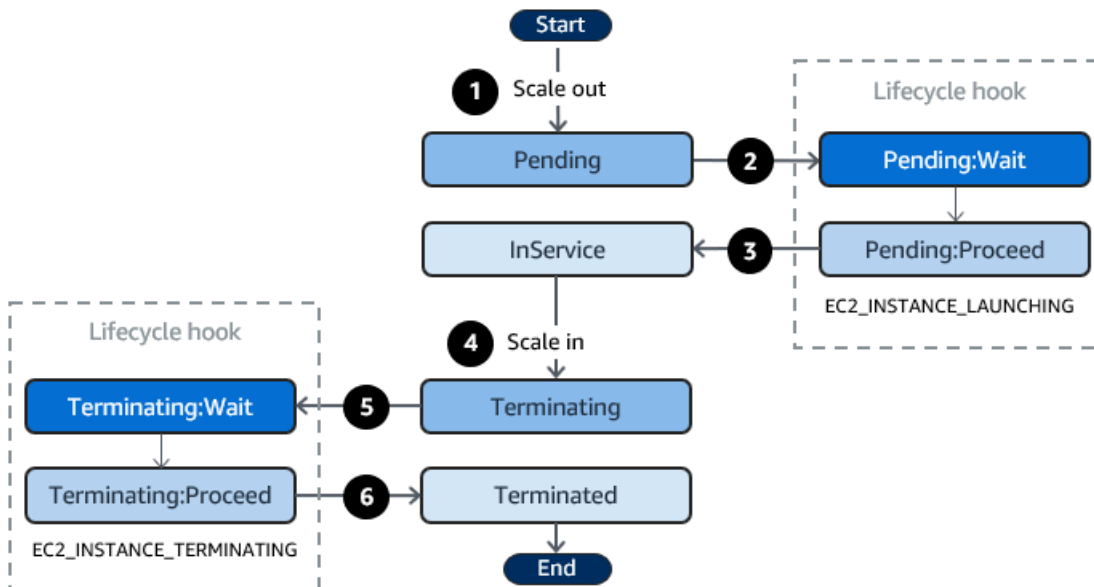 Start
1 Scale out
Lifecycle hook
Pending
2
Pending:Wait
InService
3
Pending:Proceed
EC2_INSTANCE_LAUNCHING
4 Scale in
Lifecycle hook
Terminating:Wait
5
Terminating
Terminating:Proceed
6
Terminated
EC2_INSTANCE_TERMINATING
End